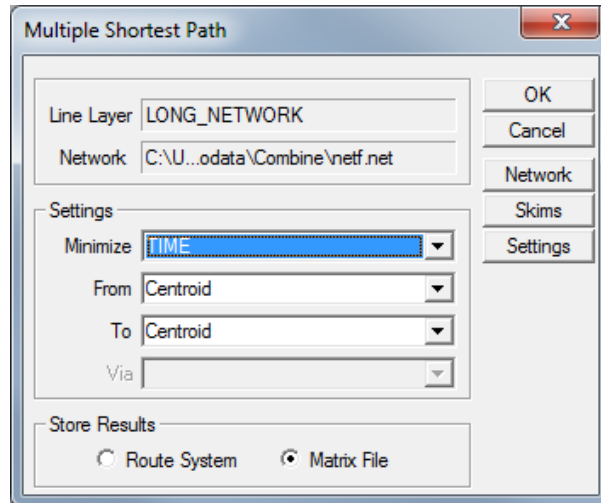 Multiple Shortest Path
Line Layer LONG_NETWORK
Network C:\U...odata\Combine\netf.net
Settings
Minimize TIME
From Centroid
To Centroid
Via
Store Results
Route System Matrix File
OK
Cancel
Network
Skims
Settings